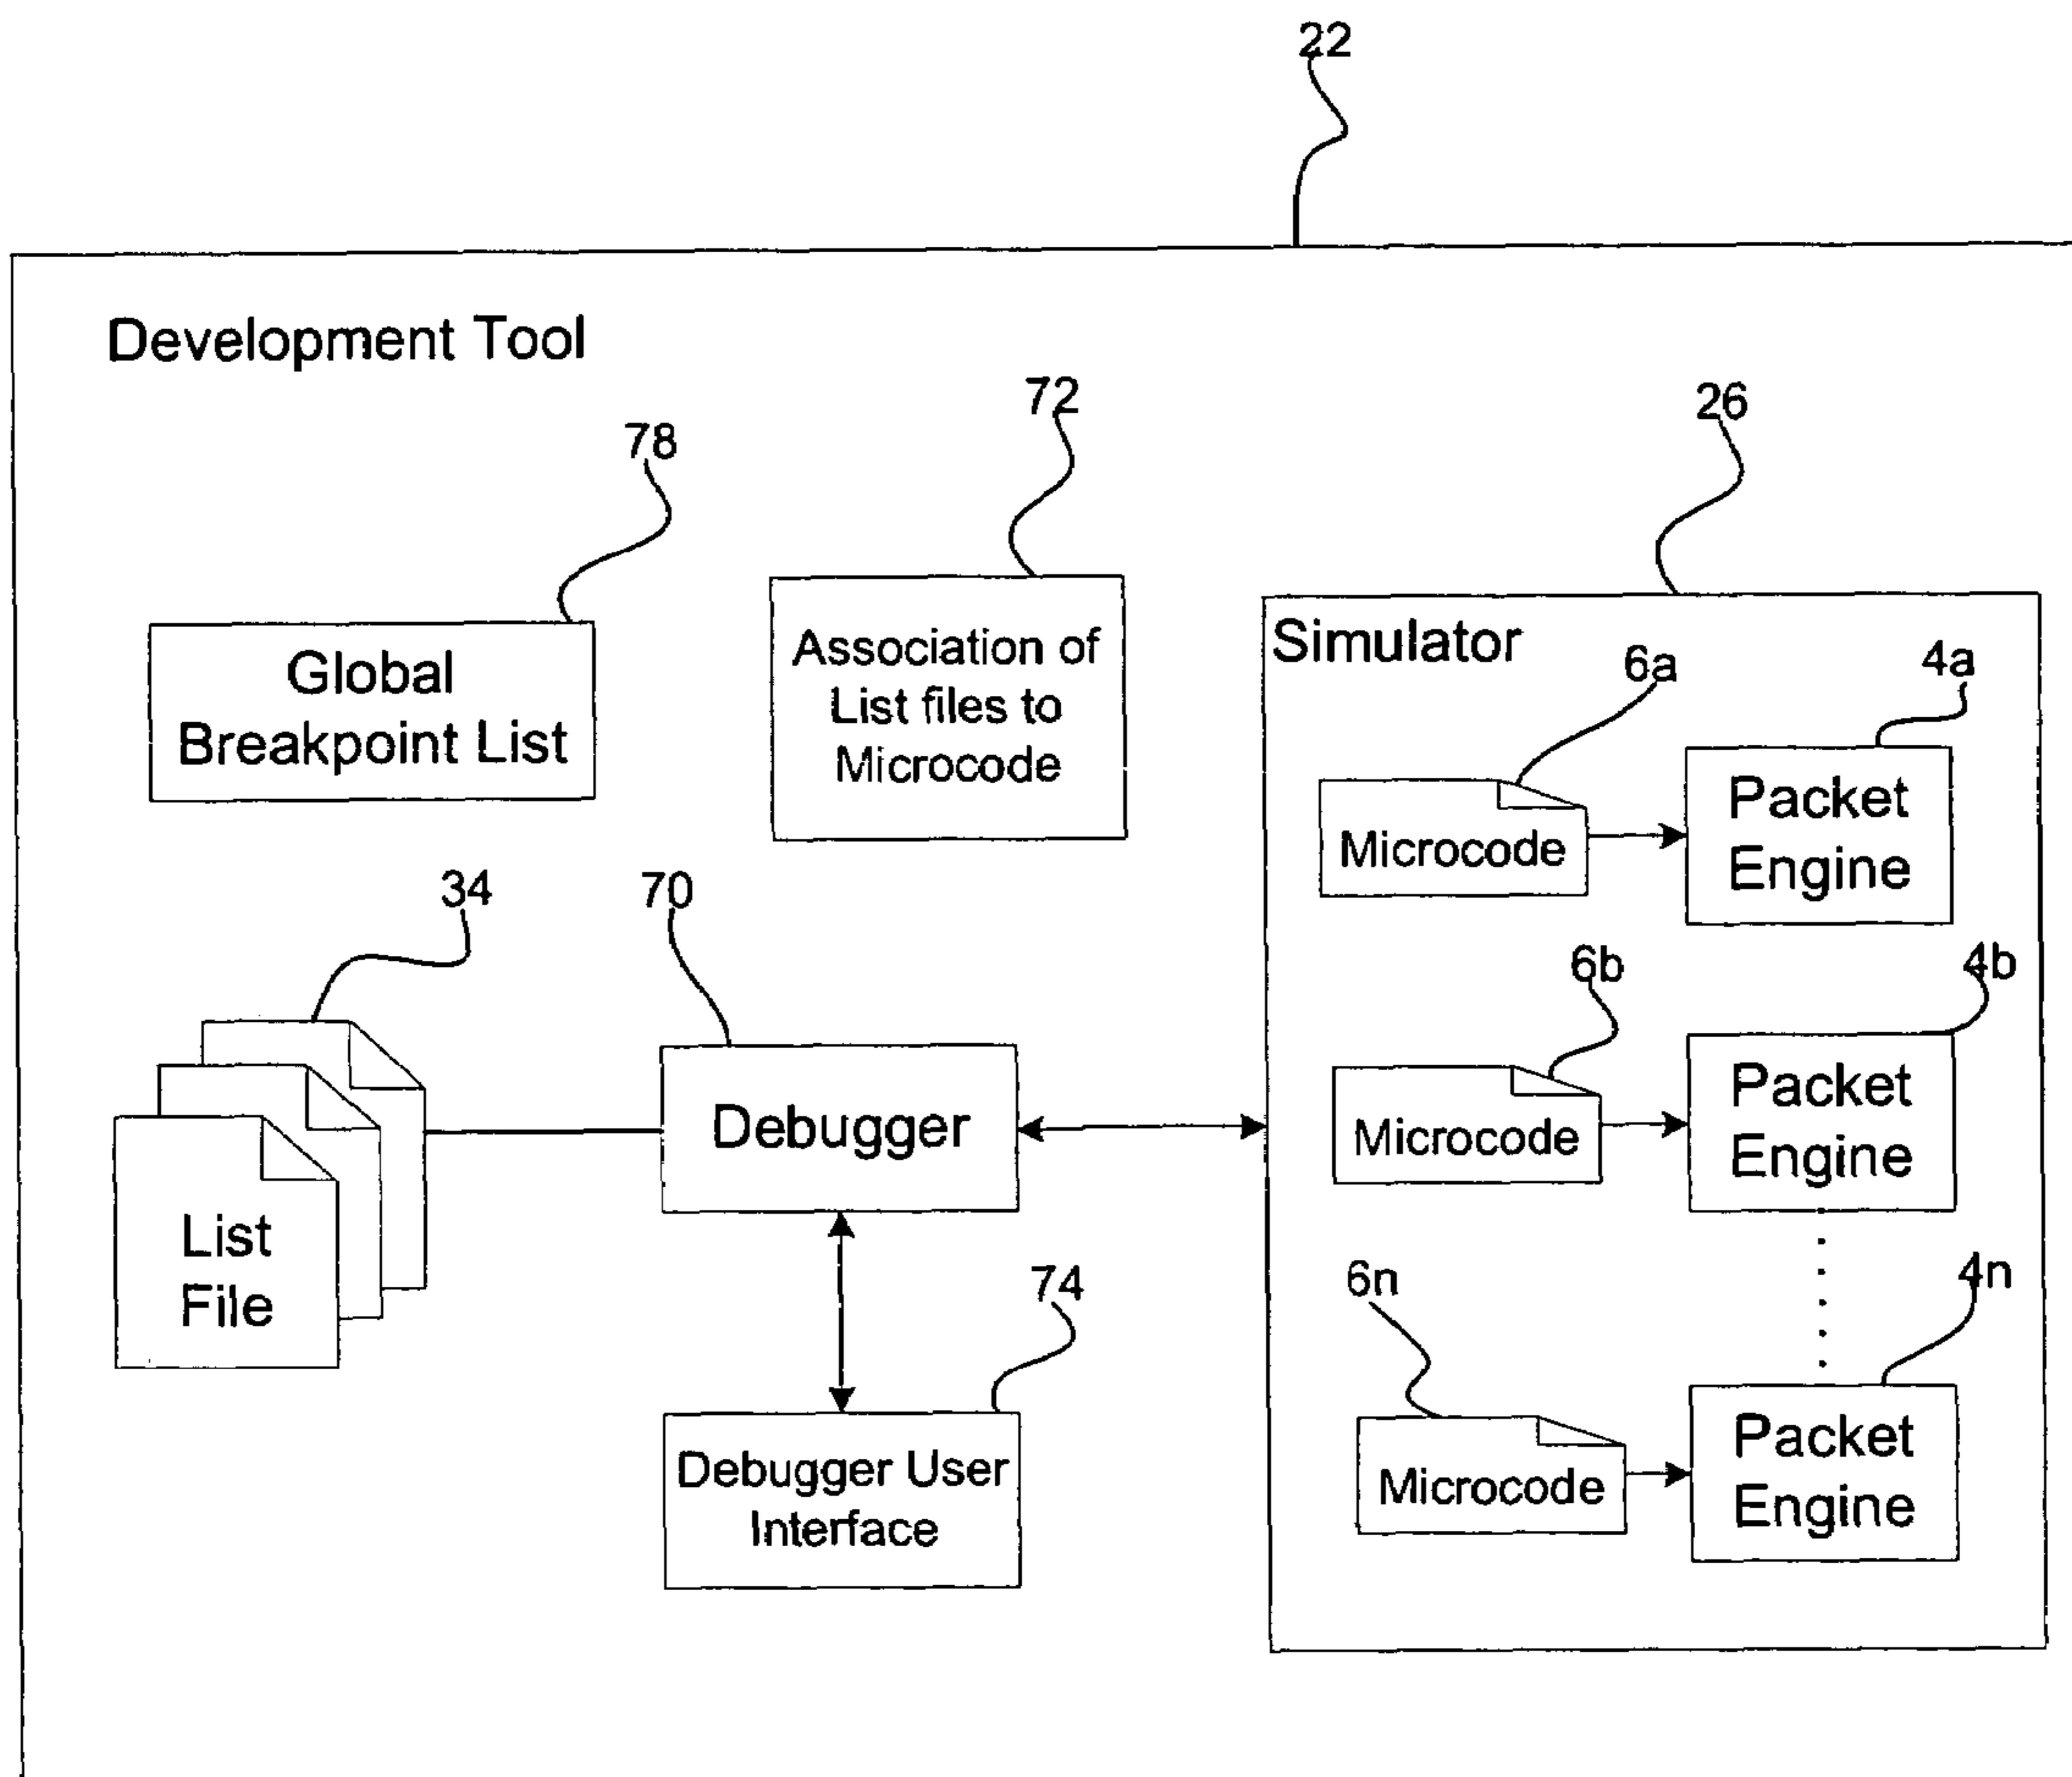 22
Development Tool
72
26
78
Simulator
6a
4a
Global
Breakpoint List
Association of
List files to
Microcode
Packet
Engine
Microcode
34
70
6b
4b
Debugger
Packet
Engine
Microcode
List
File
74
6n
4n
Debugger User
Interface
Packet
Engine
Microcode